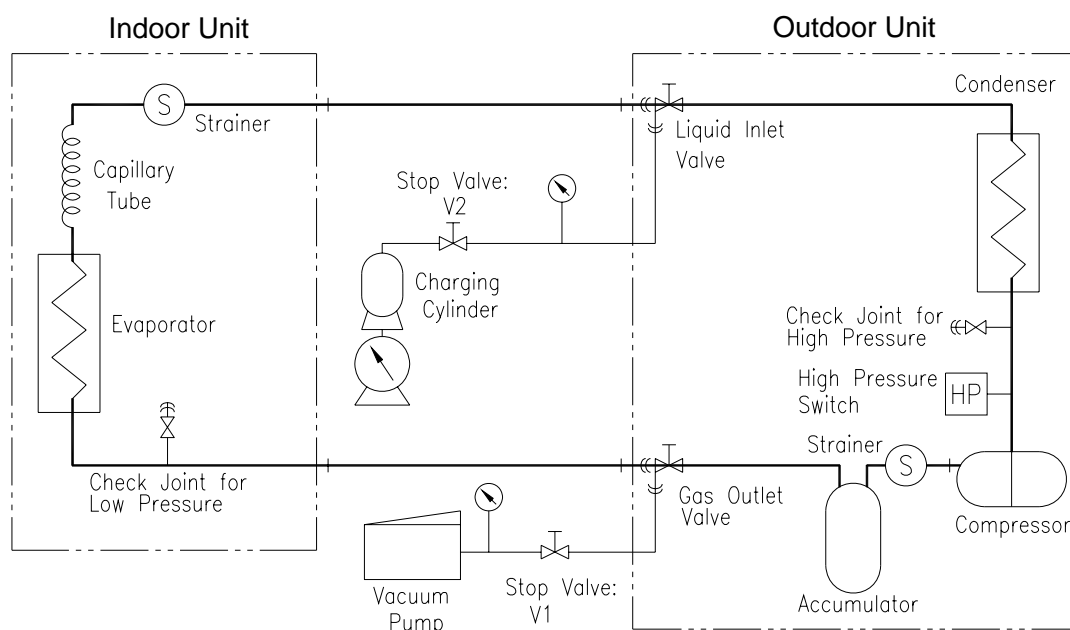 Indoor Unit
Outdoor Unit
S
Strainer
Capillary
Tube
Evaporator
Check Joint for
Low Pressure
Stop Valve:
V2
Charging
Cylinder
Vacuum
Pump
Stop Valve:
V1
Liquid Inlet
Valve
Condenser
Check Joint for
High Pressure
High Pressure
Switch
HP
Strainer
S
Gas Outlet
Valve
Compressor
Accumulator